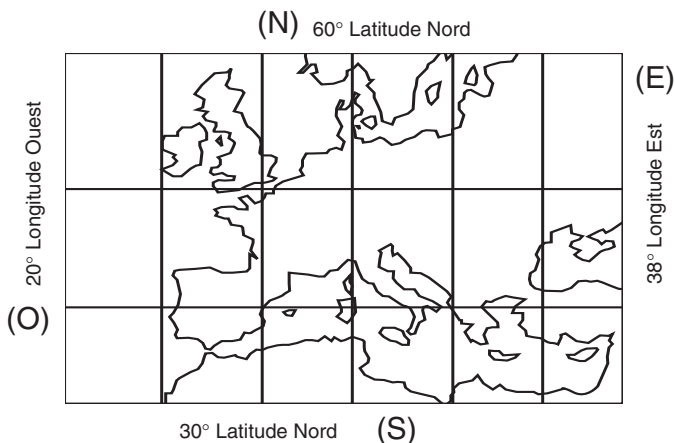 (N) 60° Latitude Nord
(E)
20° Longitude Ouest
38° Longitude Est
(O)
30° Latitude Nord (S)